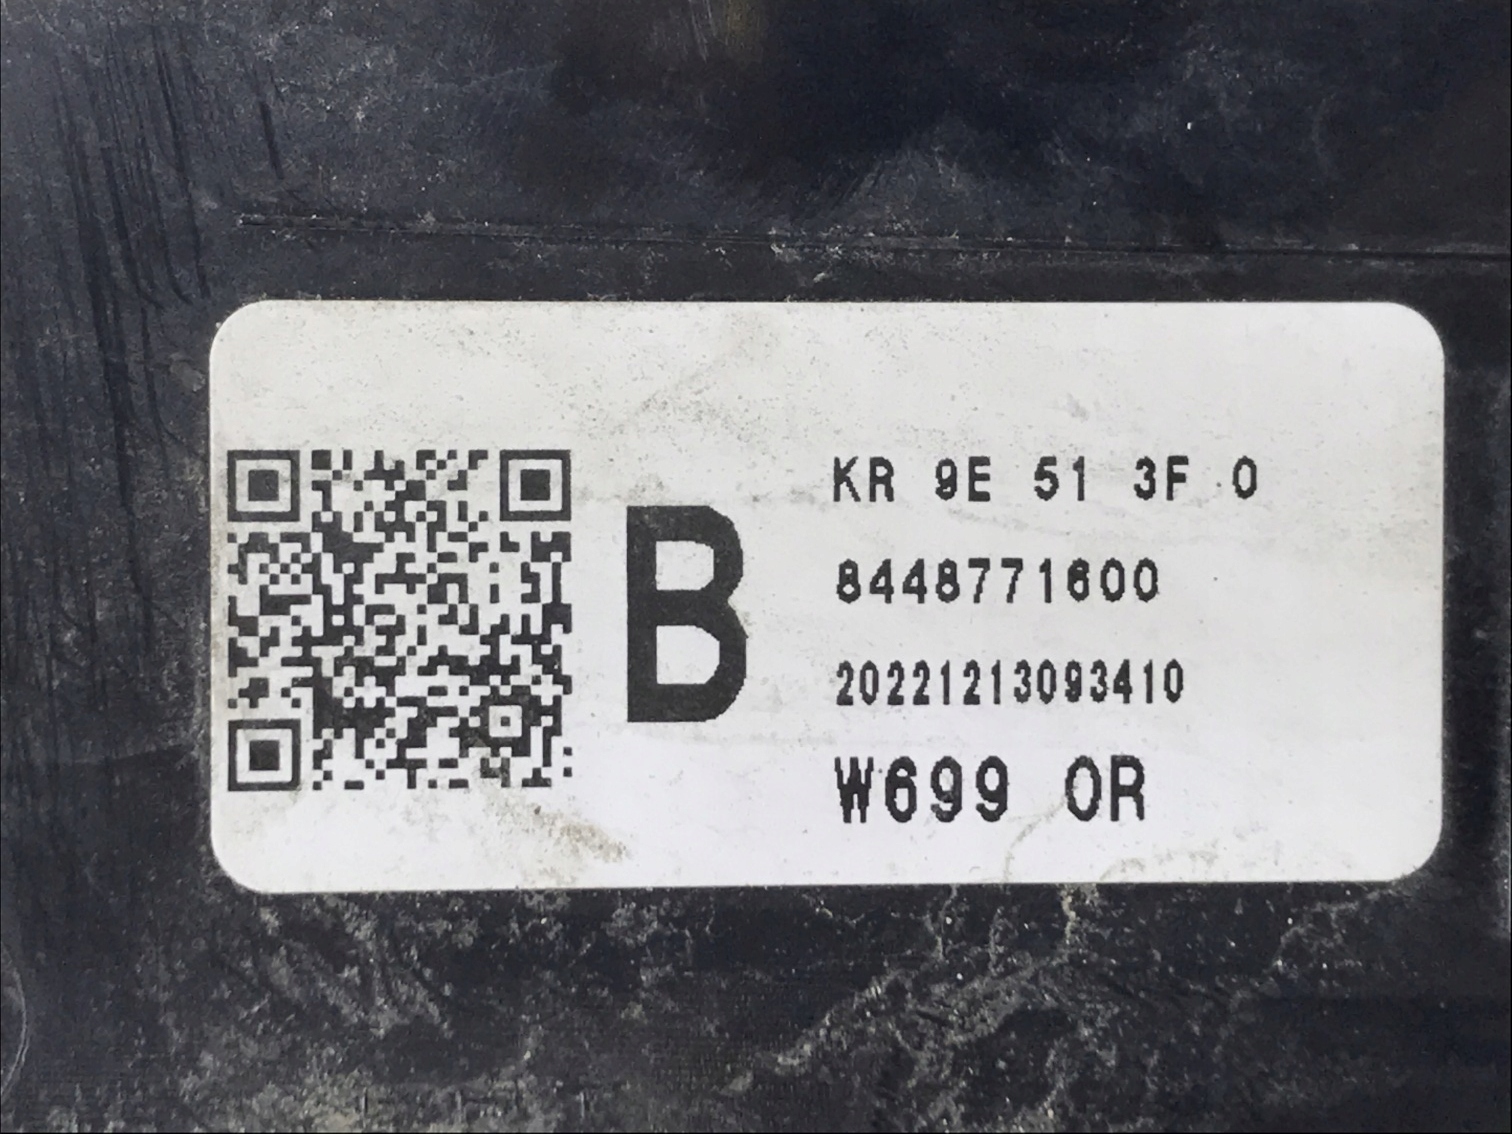 B
KR 9E 51 3F 0
8448771600
20221213093410
W699 OR